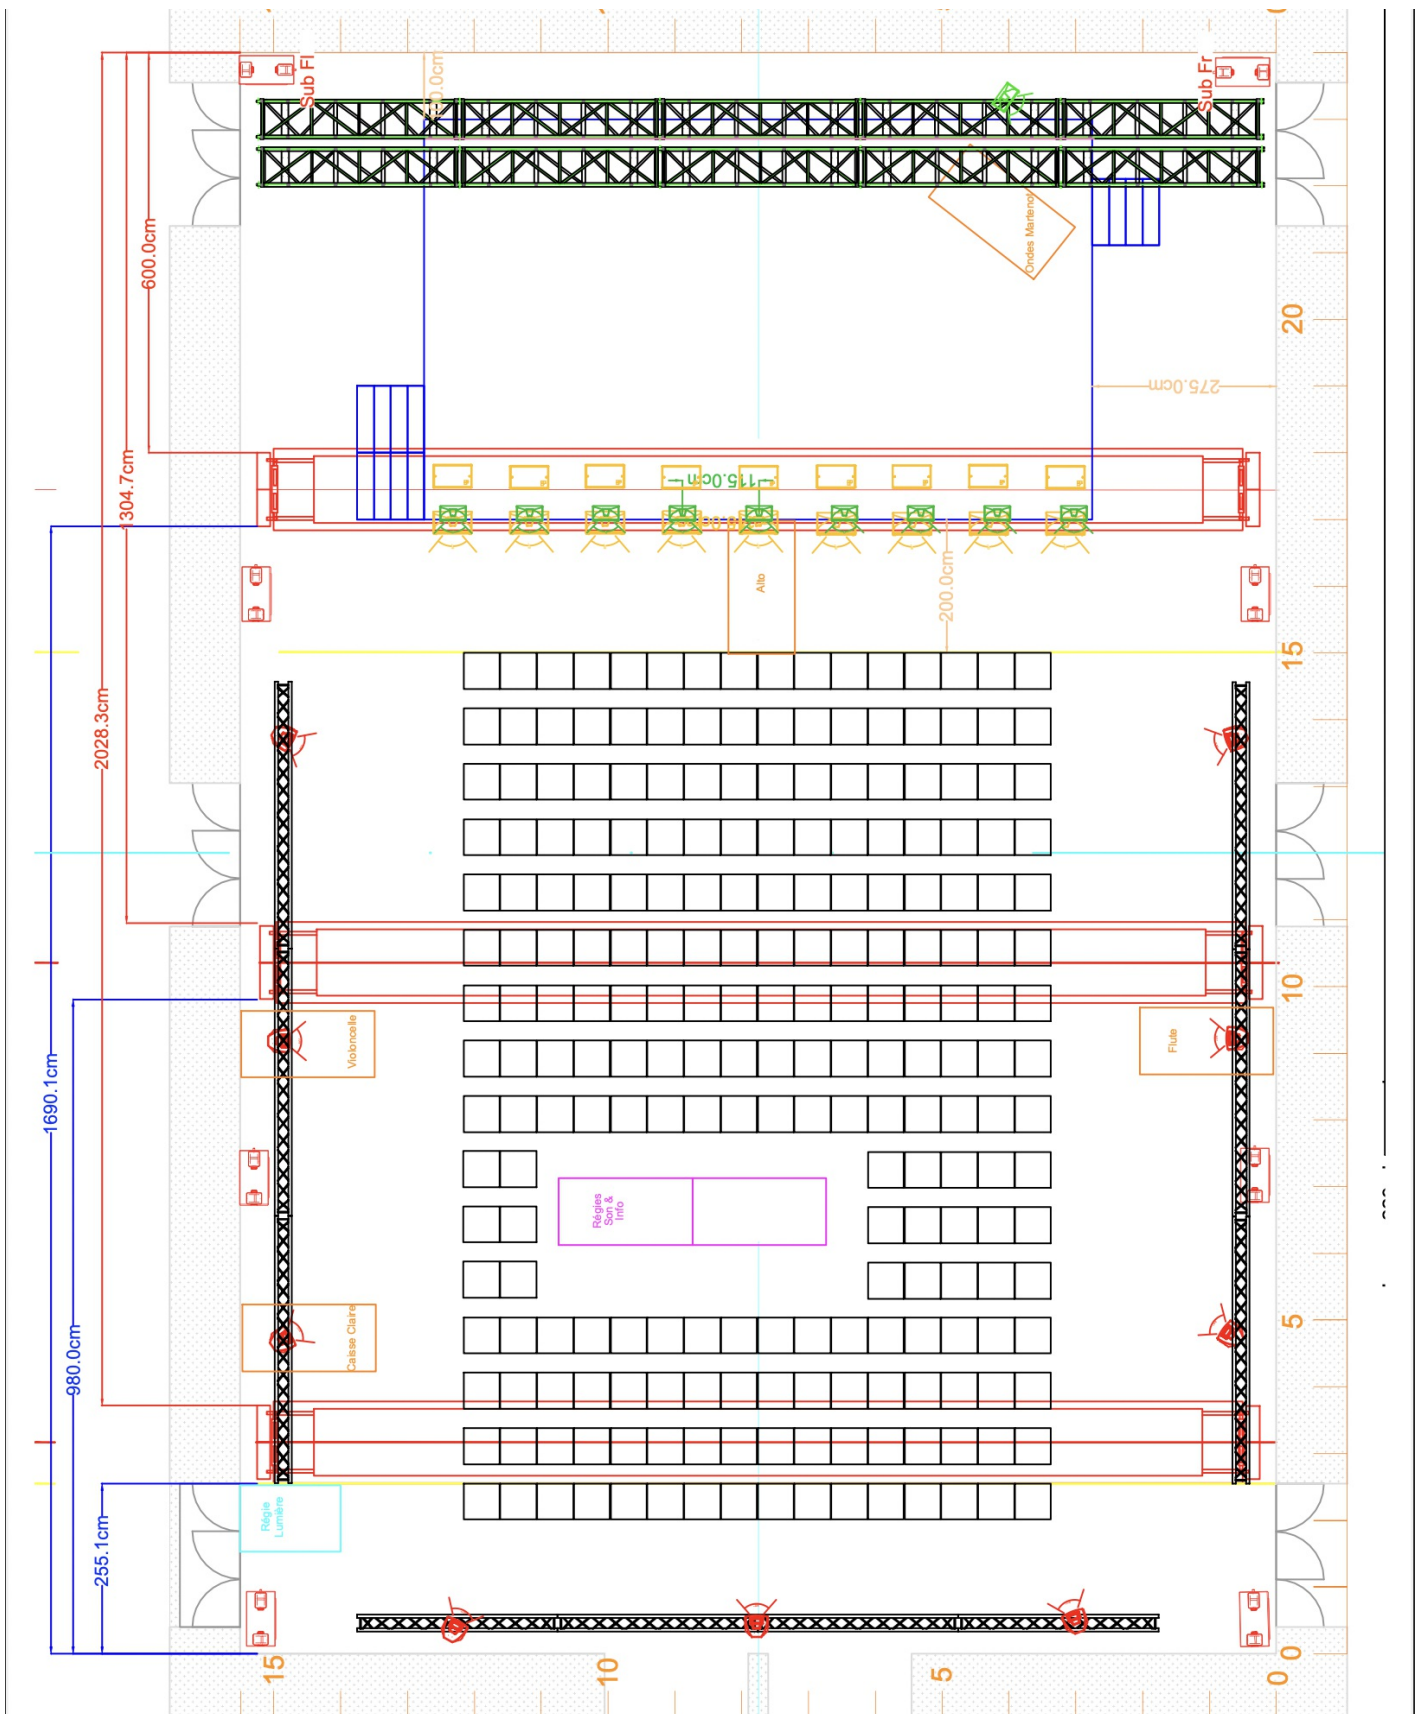 Sub Fl
Sub Fr
600.0cm
Ondes Martenot
20
1304.7cm
275.0cm
115.0cm
Alto
200.0cm
15
2028.3cm
10
Violoncelle
Flute
1690.1cm
Régies
Son &
Info
5
Caisse Claire
980.0cm
Régie
Lumière
255.1cm
0
15
10
5
0